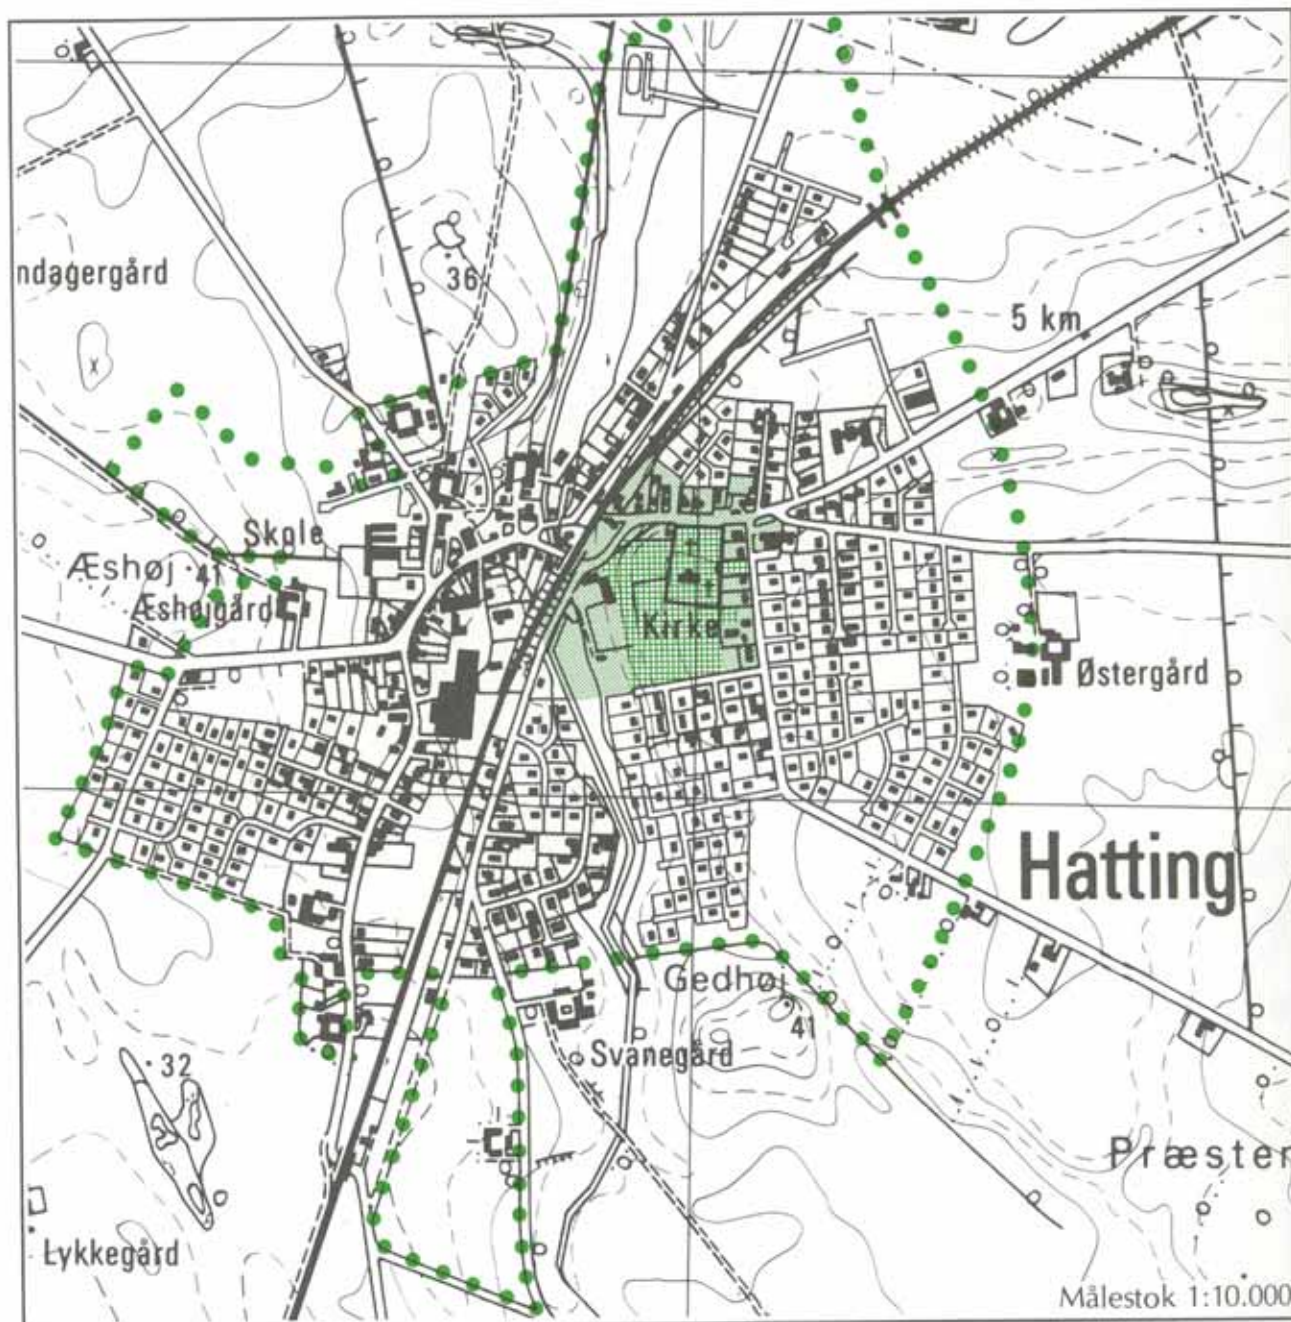 ndagergård
36
5 km
Skole
Æshøj 41
Æshøjgård
Kirke
Østergård
Hatting
Gedhøj
41
Svanegård
32
Præster
Lykkegård
Målestok 1:10.000